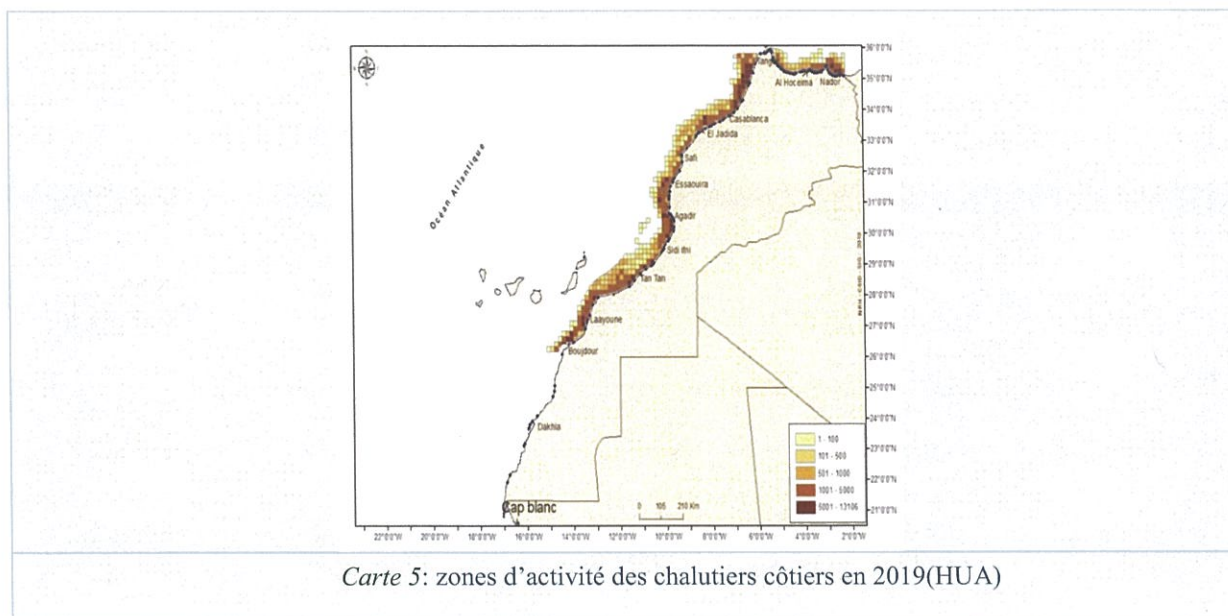 36°0'0"N
Tanger
Al Hoceima Nador
35°0'0"N
34°0'0"N
Casablanca
El Jadida
33°0'0"N
Safi
32°0'0"N
Océan Atlantique
Essaouira
31°0'0"N
Agadir
30°0'0"N
Sidi Ifni
29°0'0"N
Tan Tan
28°0'0"N
Laayoune
27°0'0"N
Boujdour
26°0'0"N
25°0'0"N
24°0'0"N
Dakhla
1 - 100
23°0'0"N
101 - 500
501 - 1000
22°0'0"N
1001 - 5000
Cap blanc
0 105 210 Km
5001 - 13106
21°0'0"N
22°0'0"W 20°0'0"W 18°0'0"W 16°0'0"W 14°0'0"W 12°0'0"W 10°0'0"W 8°0'0"W 6°0'0"W 4°0'0"W 2°0'0"W
Carte 5: zones d'activité des chalutiers côtiers en 2019(HUA)